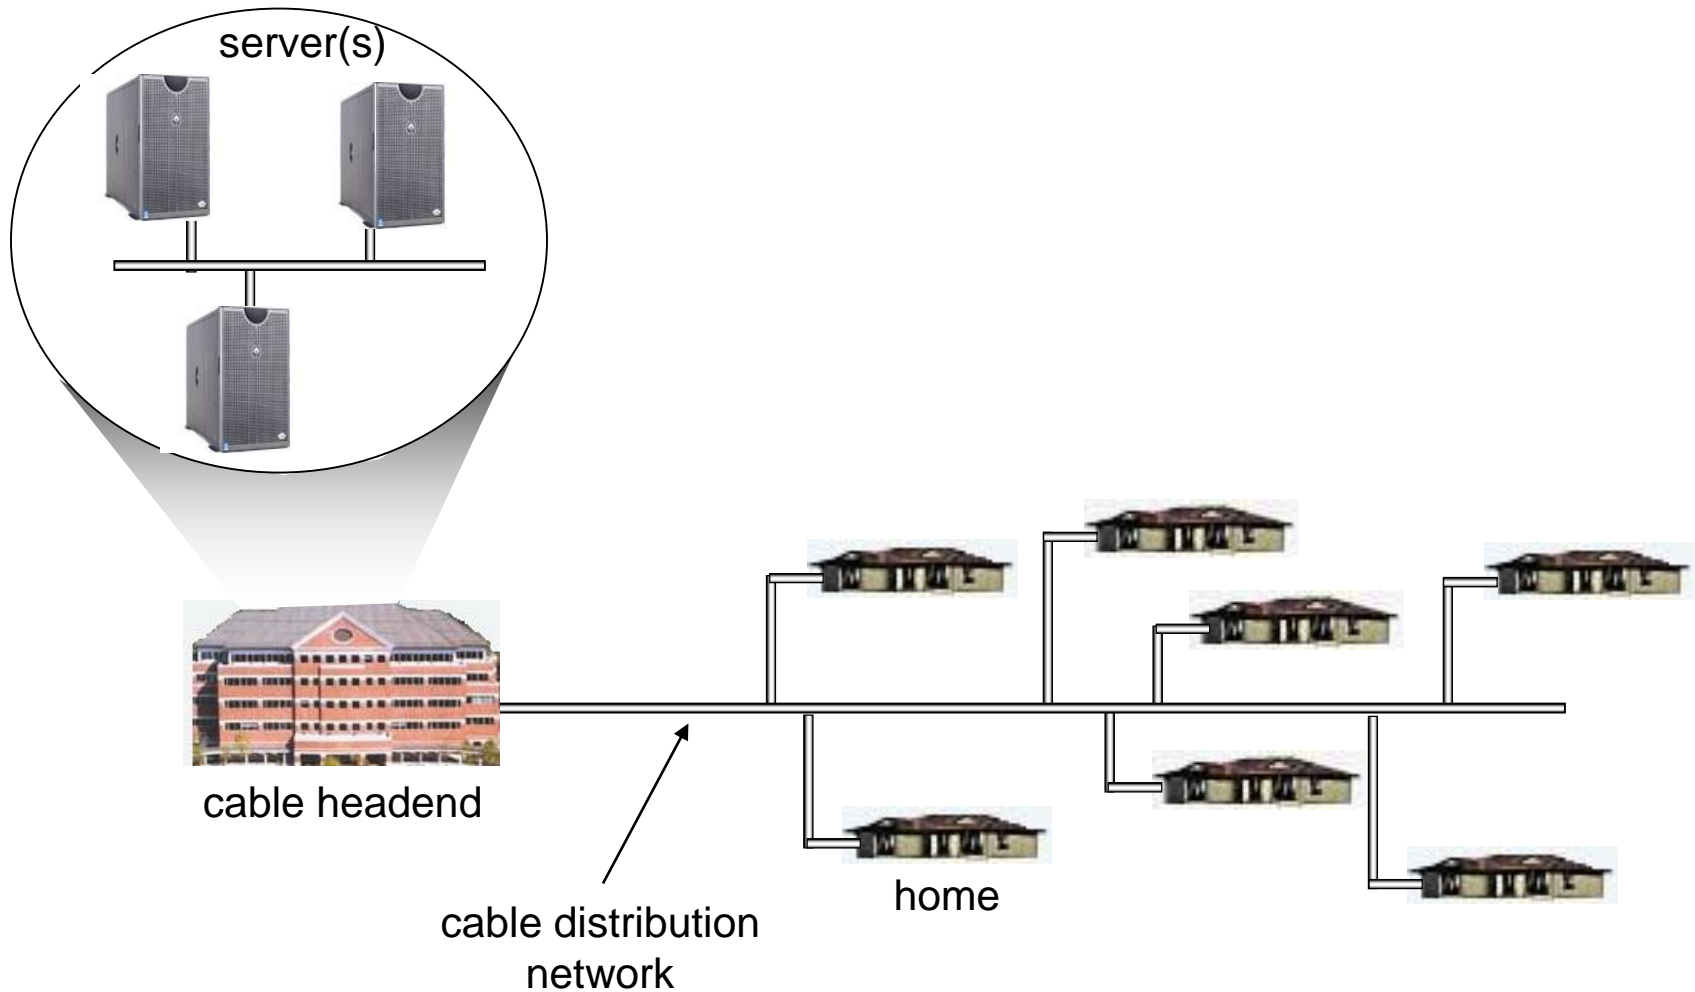 server(s)
cable headend
home
cable distribution
network